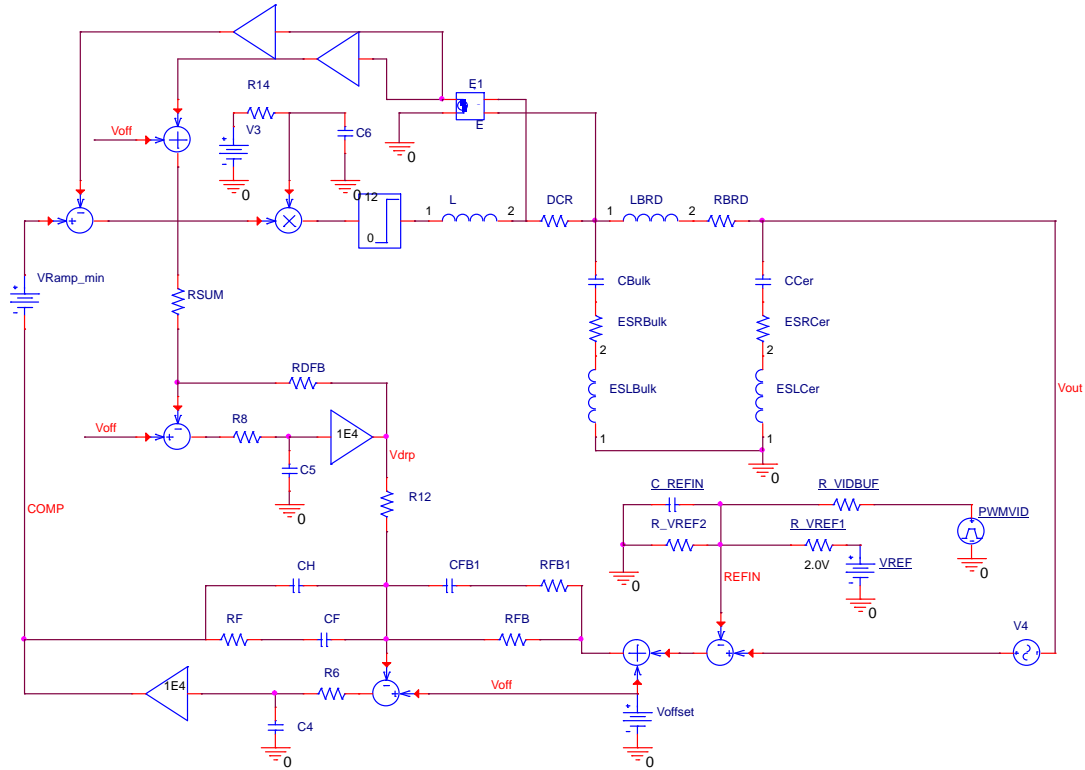 E1
E
R14
V3
C6
0
0
0
Voff
12
0
L
1
2
DCR
LBRD
1
2
RBRD
VRamp_min
RSUM
CBulk
CCer
ESRBulk
ESRCer
2
2
ESLBulk
ESLCer
1
1
0
RDFB
Voff
R8
1E4
Vdrp
C5
0
R12
Vout
COMP
C_REFIN
R_VIDBUF
R_VREF2
R_VREF1
PWMVID
2.0V
VREF
0
0
0
REFIN
CH
CFB1
RFB1
RF
CF
RFB
V4
1E4
R6
Voff
C4
0
Voffset
0